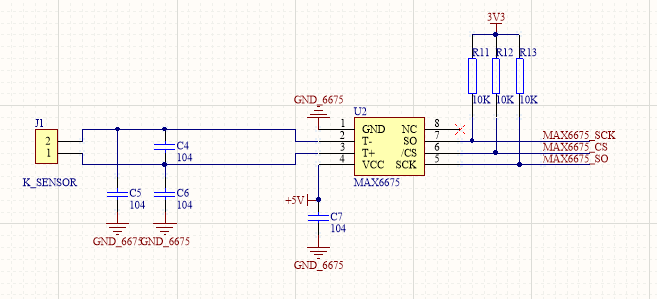 3V3
R11 R12 R13
10K 10K 10K
GND_6675
U2
J1
2
1
K_SENSOR
C4
104
C5
104
C6
104
GND_6675
GND_6675
1 GND NC 8
2 T- SO 7
3 T+ /CS 6
4 VCC SCK 5
MAX6675
MAX6675_SCK
MAX6675_CS
MAX6675_SO
+5V
C7
104
GND_6675